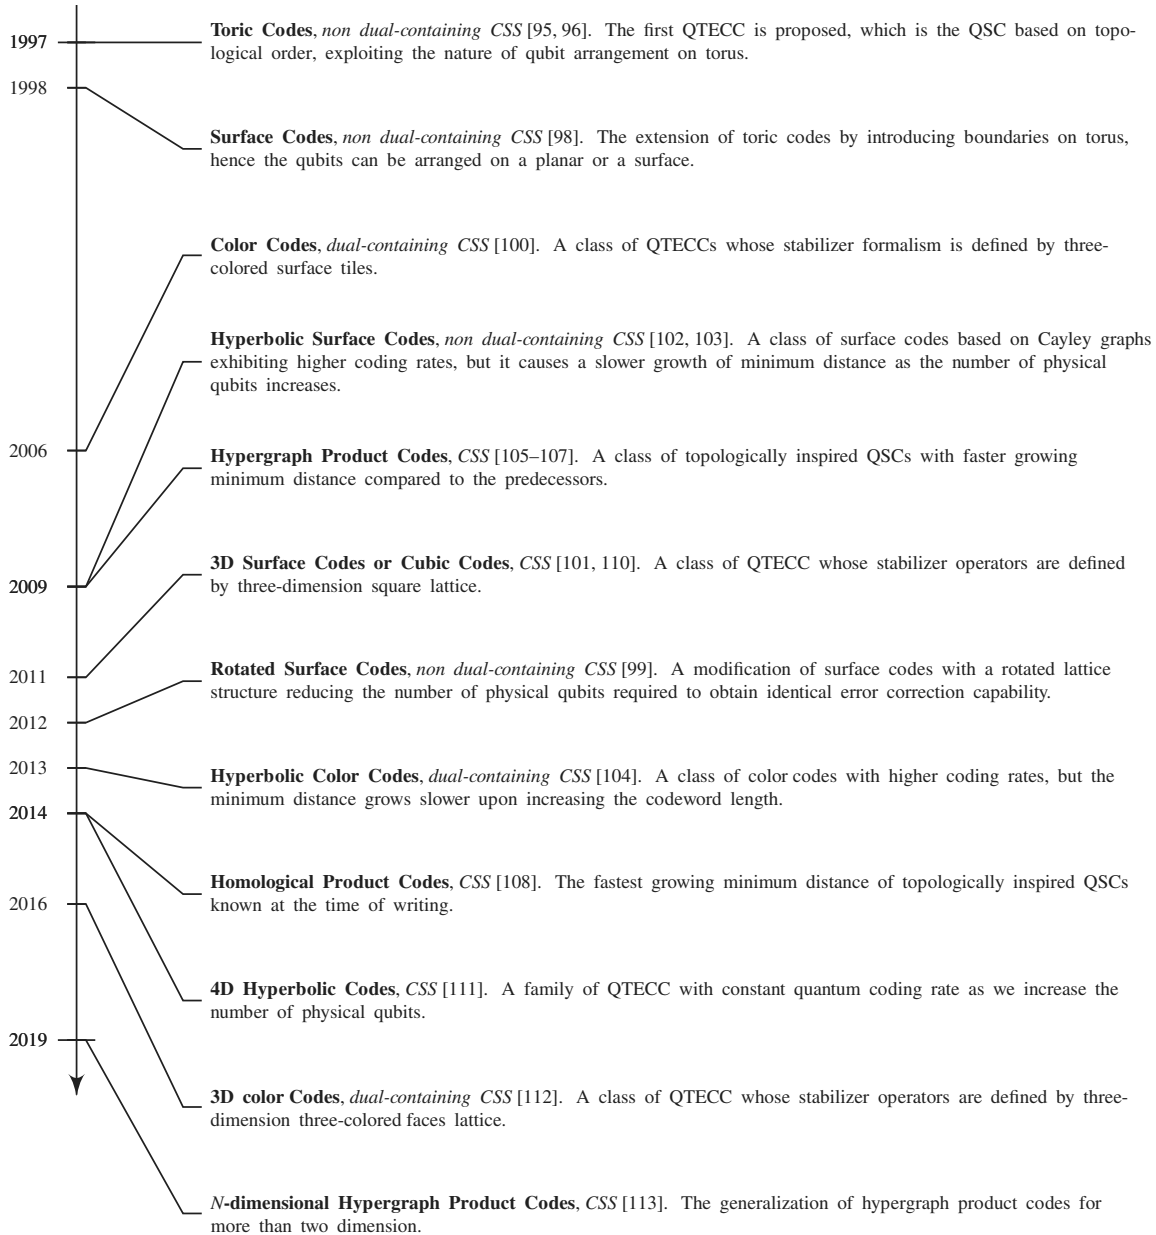 1997
Toric Codes, non dual-containing CSS [95, 96]. The first QTECC is proposed, which is the QSC based on topo-
logical order, exploiting the nature of qubit arrangement on torus.
1998
Surface Codes, non dual-containing CSS [98]. The extension of toric codes by introducing boundaries on torus,
hence the qubits can be arranged on a planar or a surface.
Color Codes, dual-containing CSS [100]. A class of QTECCs whose stabilizer formalism is defined by three-
colored surface tiles.
Hyperbolic Surface Codes, non dual-containing CSS [102, 103]. A class of surface codes based on Cayley graphs
exhibiting higher coding rates, but it causes a slower growth of minimum distance as the number of physical
qubits increases.
2006
Hypergraph Product Codes, CSS [105–107]. A class of topologically inspired QSCs with faster growing
minimum distance compared to the predecessors.
2009
3D Surface Codes or Cubic Codes, CSS [101, 110]. A class of QTECC whose stabilizer operators are defined
by three-dimension square lattice.
2011
Rotated Surface Codes, non dual-containing CSS [99]. A modification of surface codes with a rotated lattice
structure reducing the number of physical qubits required to obtain identical error correction capability.
2012
2013
Hyperbolic Color Codes, dual-containing CSS [104]. A class of color codes with higher coding rates, but the
minimum distance grows slower upon increasing the codeword length.
2014
Homological Product Codes, CSS [108]. The fastest growing minimum distance of topologically inspired QSCs
known at the time of writing.
2016
4D Hyperbolic Codes, CSS [111]. A family of QTECC with constant quantum coding rate as we increase the
number of physical qubits.
2019
3D color Codes, dual-containing CSS [112]. A class of QTECC whose stabilizer operators are defined by three-
dimension three-colored faces lattice.
N-dimensional Hypergraph Product Codes, CSS [113]. The generalization of hypergraph product codes for
more than two dimension.